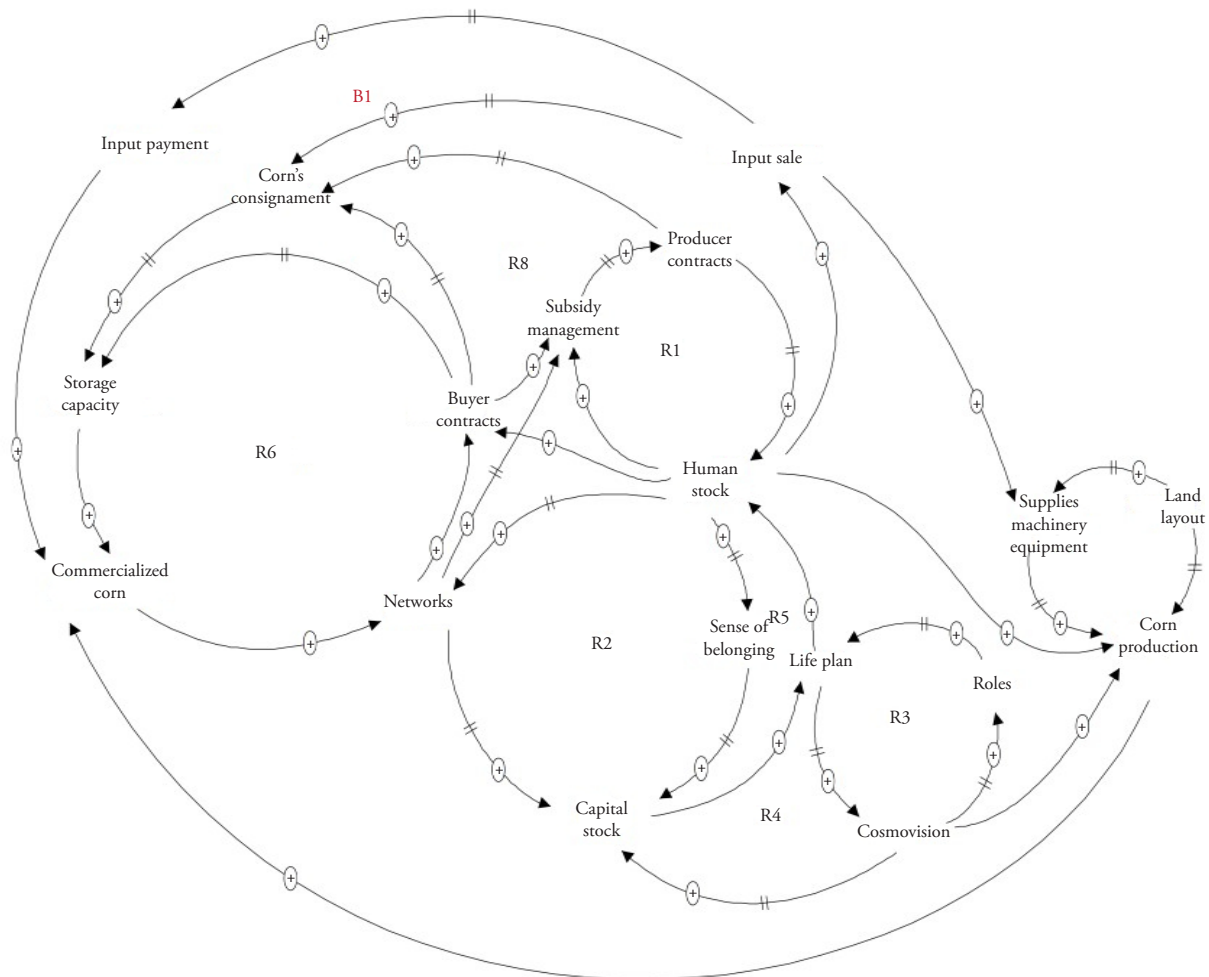 B1
Input payment
Input sale
Corn's
consignament
Producer
contracts
R8
Subsidy
management
R1
Storage
capacity
Buyer
contracts
R6
Human
stock
Supplies
machinery
equipment
Land
layout
Commercialized
corn
Networks
R2
Sense of
belonging
R5
Life plan
Corn
production
Roles
R3
Capital
stock
R4
Cosmovision